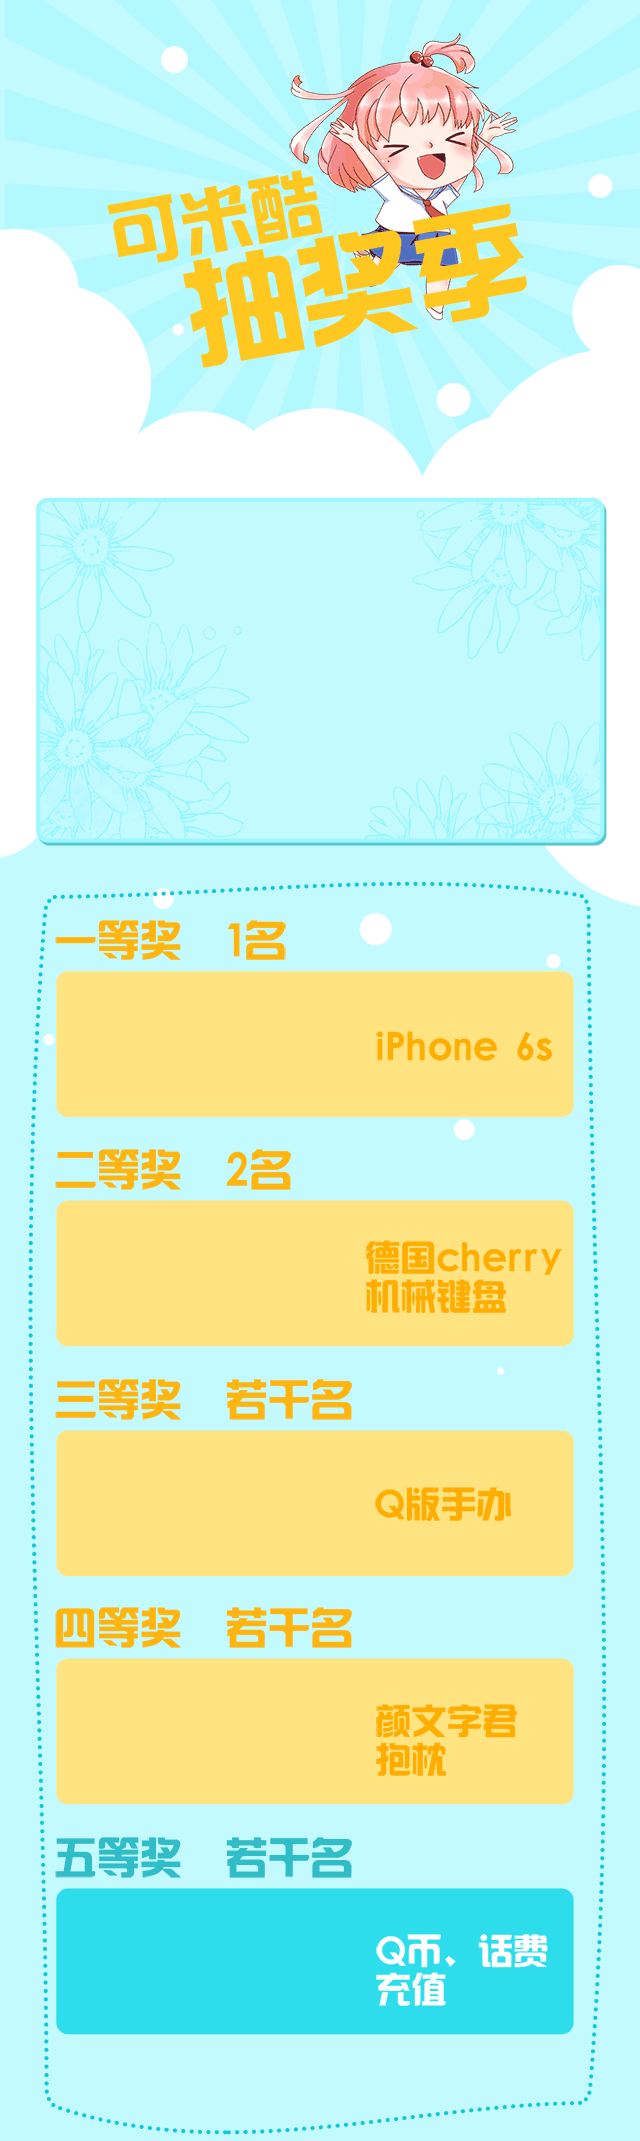 可米酷
抽奖季
一等奖 1名
iPhone 6s
二等奖 2名
德国cherry
机械键盘
三等奖 若干名
Q版手办
四等奖 若干名
颜文字君
抱枕
五等奖 若干名
Q币、话费
充值